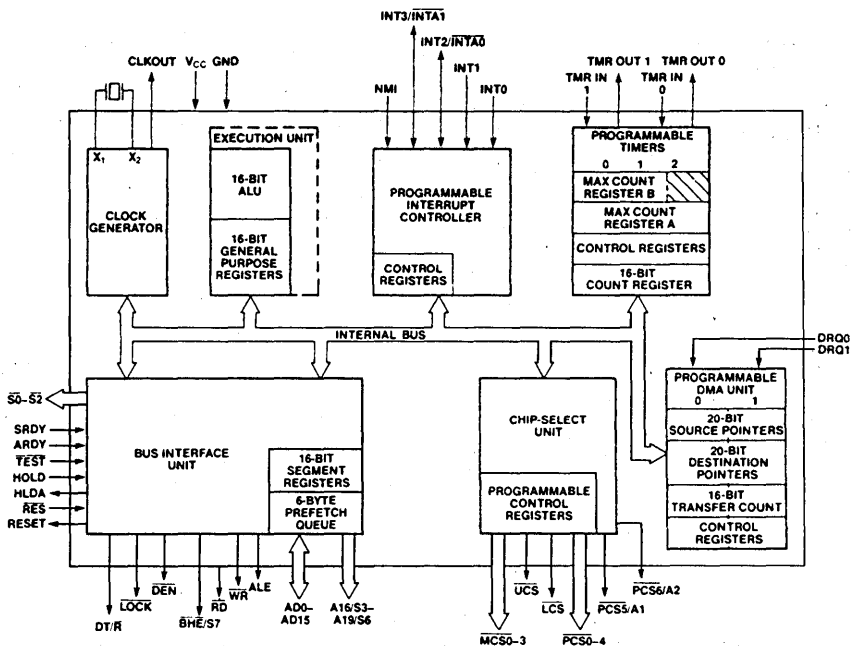 INT3/INTA1
INT2/INTA0
CLKOUT VCC GND
INT1
NMI
INT0
TMR OUT 1 TMR OUT 0
TMR IN 1
TMR IN 0
X1 X2
CLOCK
GENERATOR
EXECUTION UNIT
16-BIT
ALU
16-BIT
GENERAL
PURPOSE
REGISTERS
PROGRAMMABLE
INTERRUPT
CONTROLLER
CONTROL
REGISTERS
PROGRAMMABLE
TIMERS
0 1 2
MAX COUNT
REGISTER B
MAX COUNT
REGISTER A
CONTROL REGISTERS
16-BIT
COUNT REGISTER
INTERNAL BUS
DRQ0
DRQ1
S0-S2
SRDY
ARDY
TEST
HOLD
HLDA
RES
RESET
BUS INTERFACE
UNIT
16-BIT
SEGMENT
REGISTERS
6-BYTE
PREFETCH
QUEUE
CHIP-SELECT
UNIT
PROGRAMMABLE
CONTROL
REGISTERS
PROGRAMMABLE
DMA UNIT
0 1
20-BIT
SOURCE POINTERS
20-BIT
DESTINATION
POINTERS
16-BIT
TRANSFER COUNT
CONTROL
REGISTERS
DT/R
LOCK
DEN
BHE/S7
RD
WR
ALE
AD0–
AD15
A16/S3–
A19/S6
MCS0-3
UCS
LCS
PCS0-4
PCS5/A1
PCS6/A2